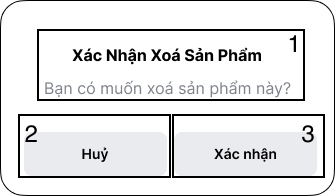 1
Xác Nhận Xoá Sản Phẩm
Bạn có muốn xoá sản phẩm này?
2
Huỷ
3
Xác nhận